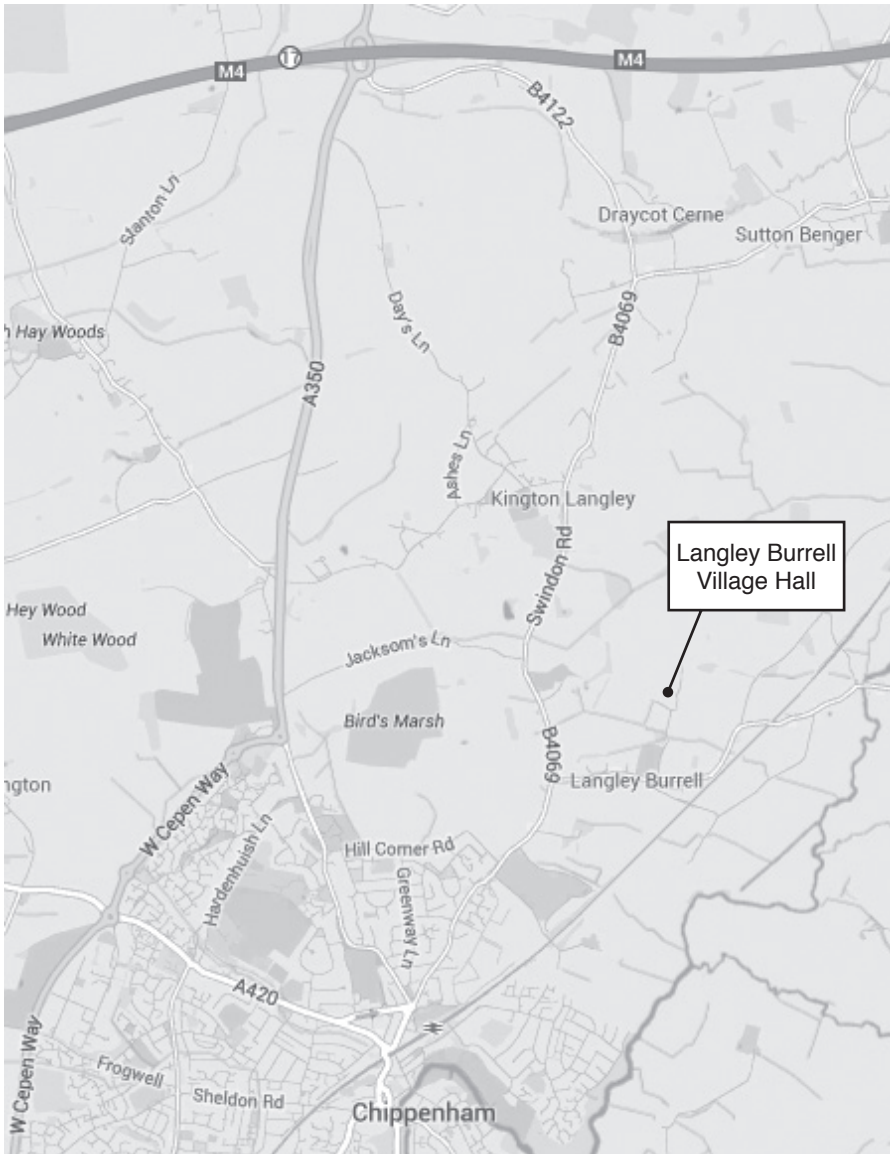 17
M4
M4
B4122
Stanton Ln
Draycot Cerne
Sutton Benger
Day's Ln
B4069
h Hay Woods
A350
Ashes Ln
Kington Langley
Swindon Rd
Langley Burrell
Village Hall
Hey Wood
White Wood
Jacksom's Ln
Bird's Marsh
B4069
Langley Burrell
ngton
W Cepen Way
Hardenhuish Ln
Hill Corner Rd
Greenway Ln
A420
W Cepen Way
Frogwell
Sheldon Rd
Chippenham